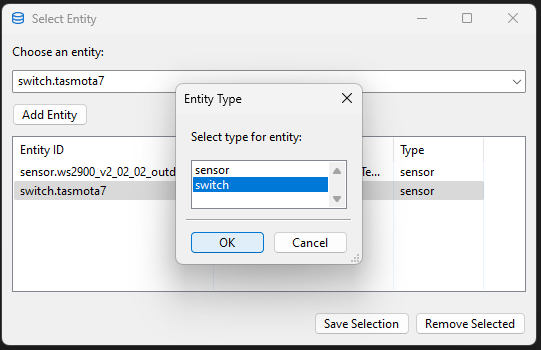 Select Entity
Choose an entity:
switch.tasmota7
Add Entity
Entity ID
Type
sensor.ws2900_v2_02_02_outd
Te...
sensor
switch.tasmota7
sensor
Entity Type
Select type for entity:
sensor
switch
OK
Cancel
Save Selection
Remove Selected